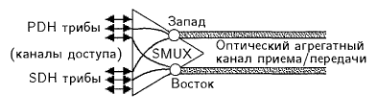 PDH трибы
Запад
(каналы доступа)
SMUX
Оптический агрегатный
канал приема/передачи
SDH трибы
Восток